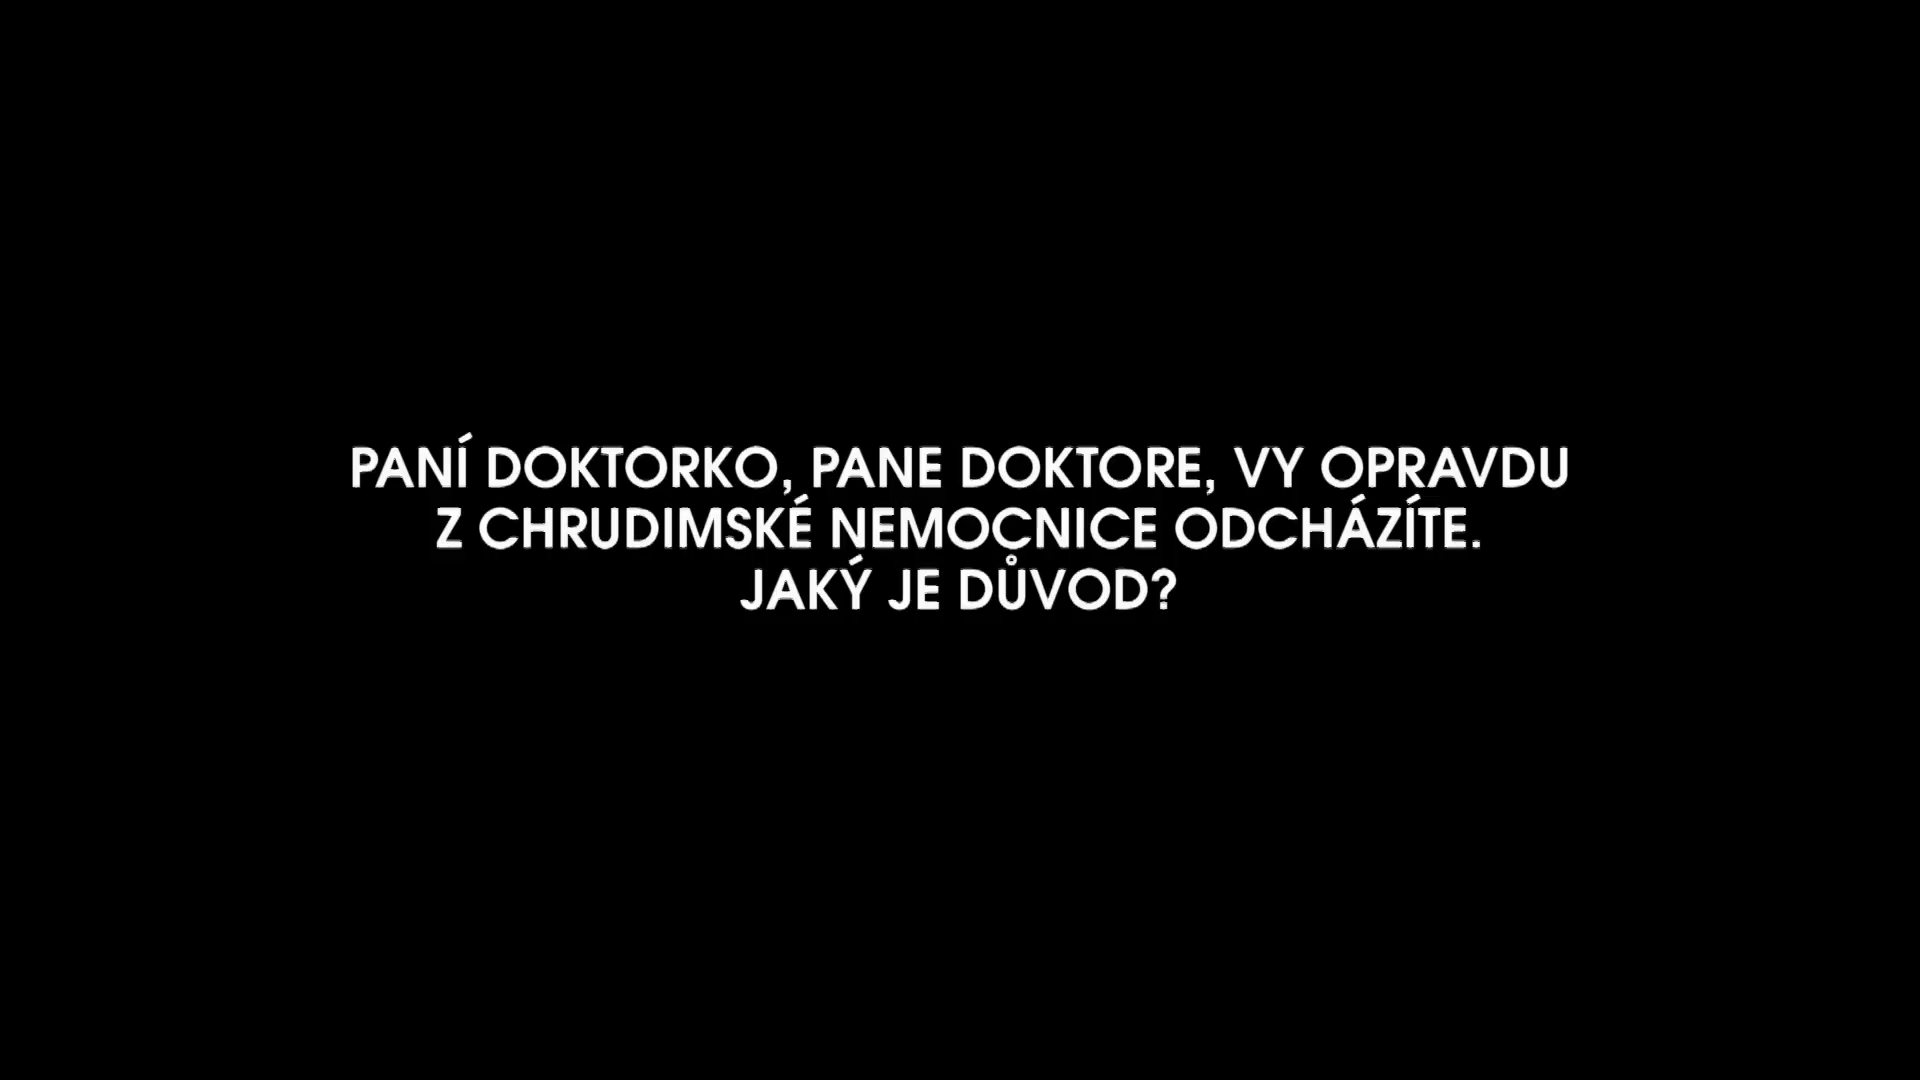 PANÍ DOKTORKO, PANE DOKTORE, VY OPRAVDU
Z CHRUDIMSKÉ NEMOCNICE ODCHÁZÍTE.
JAKÝ JE DŮVOD?